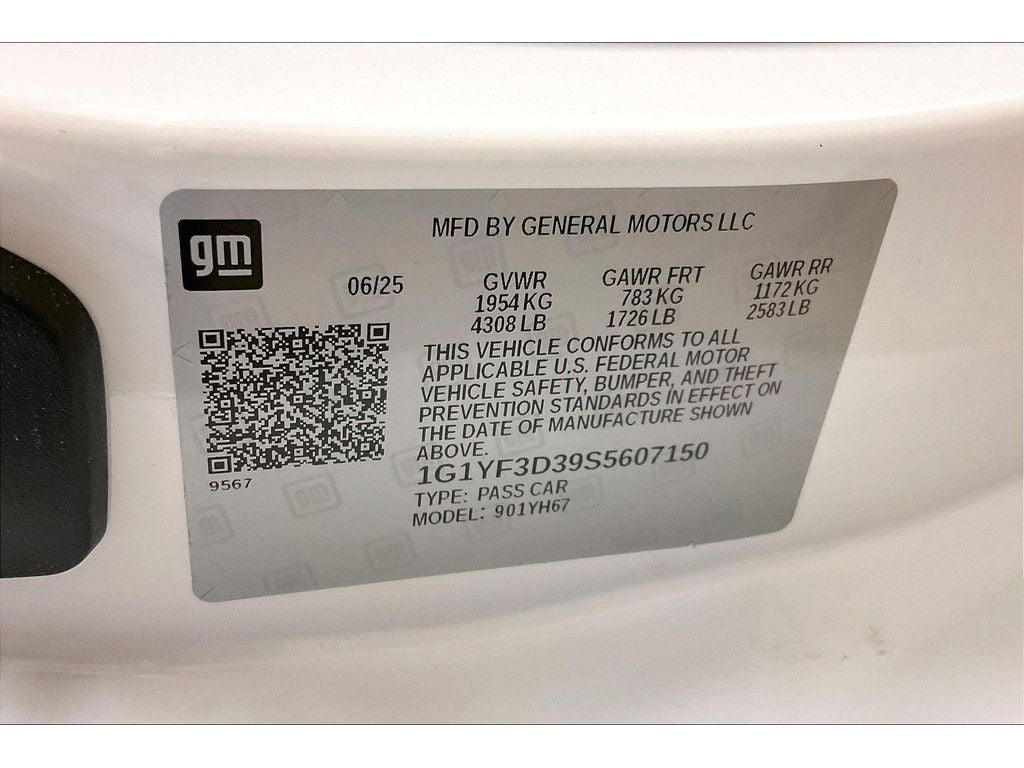 gm
MFD BY GENERAL MOTORS LLC
06/25 GVWR GAWR FRT GAWR RR
1954 KG 783 KG 1172 KG
4308 LB 1726 LB 2583 LB
THIS VEHICLE CONFORMS TO ALL
APPLICABLE U.S. FEDERAL MOTOR
VEHICLE SAFETY, BUMPER, AND THEFT
PREVENTION STANDARDS IN EFFECT ON
THE DATE OF MANUFACTURE SHOWN
ABOVE.
1G1YF3D39S5607150
9567
TYPE: PASS CAR
MODEL: 901YH67